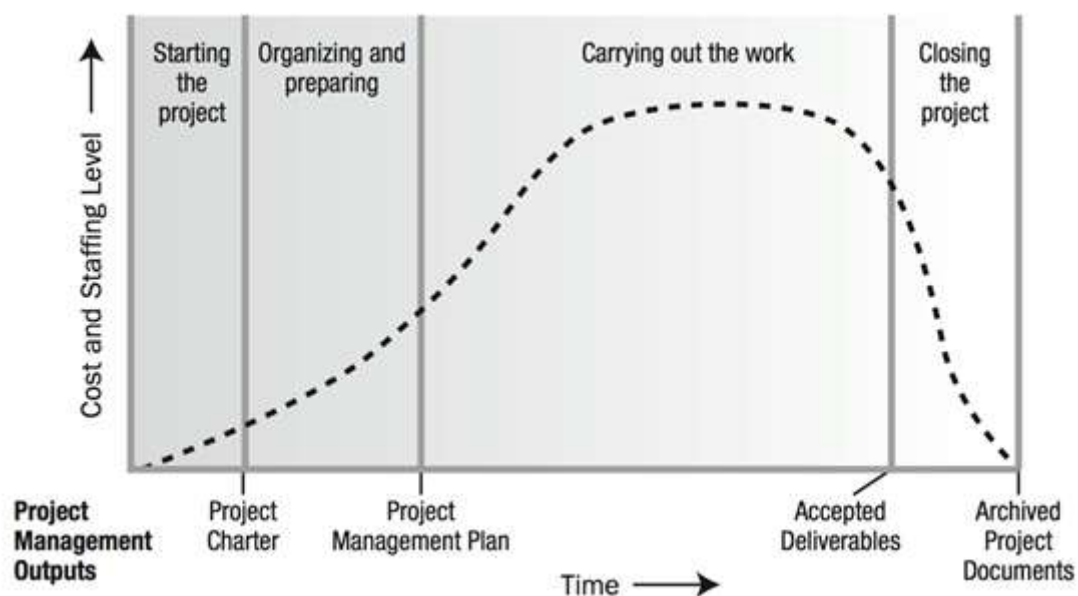 Starting
the
project
Organizing and
preparing
Carrying out the work
Closing
the
project
Cost and Staffing Level
Project
Management
Outputs
Project
Charter
Project
Management Plan
Accepted
Deliverables
Archived
Project
Documents
Time